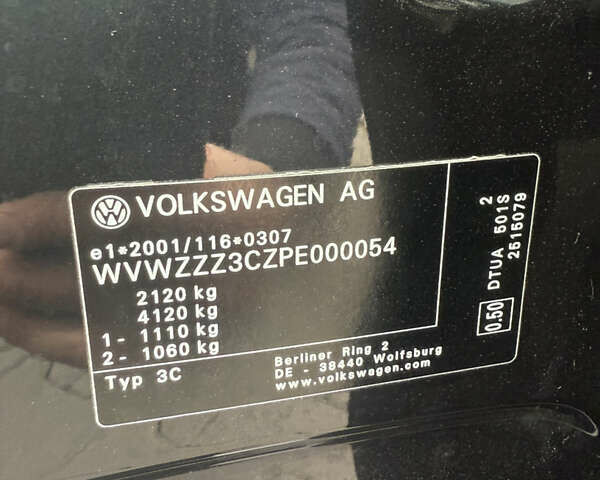 VOLKSWAGEN AG
e1*2001/116*0307
WVWZZZ3CZPE000054
2120 kg
4120 kg
1 - 1110 kg
2 - 1060 kg
Typ 3C
Berliner Ring 2
DE - 38440 Wolfsburg
www.volkswagen.com
2
DTUA 501S
2515079
0.50